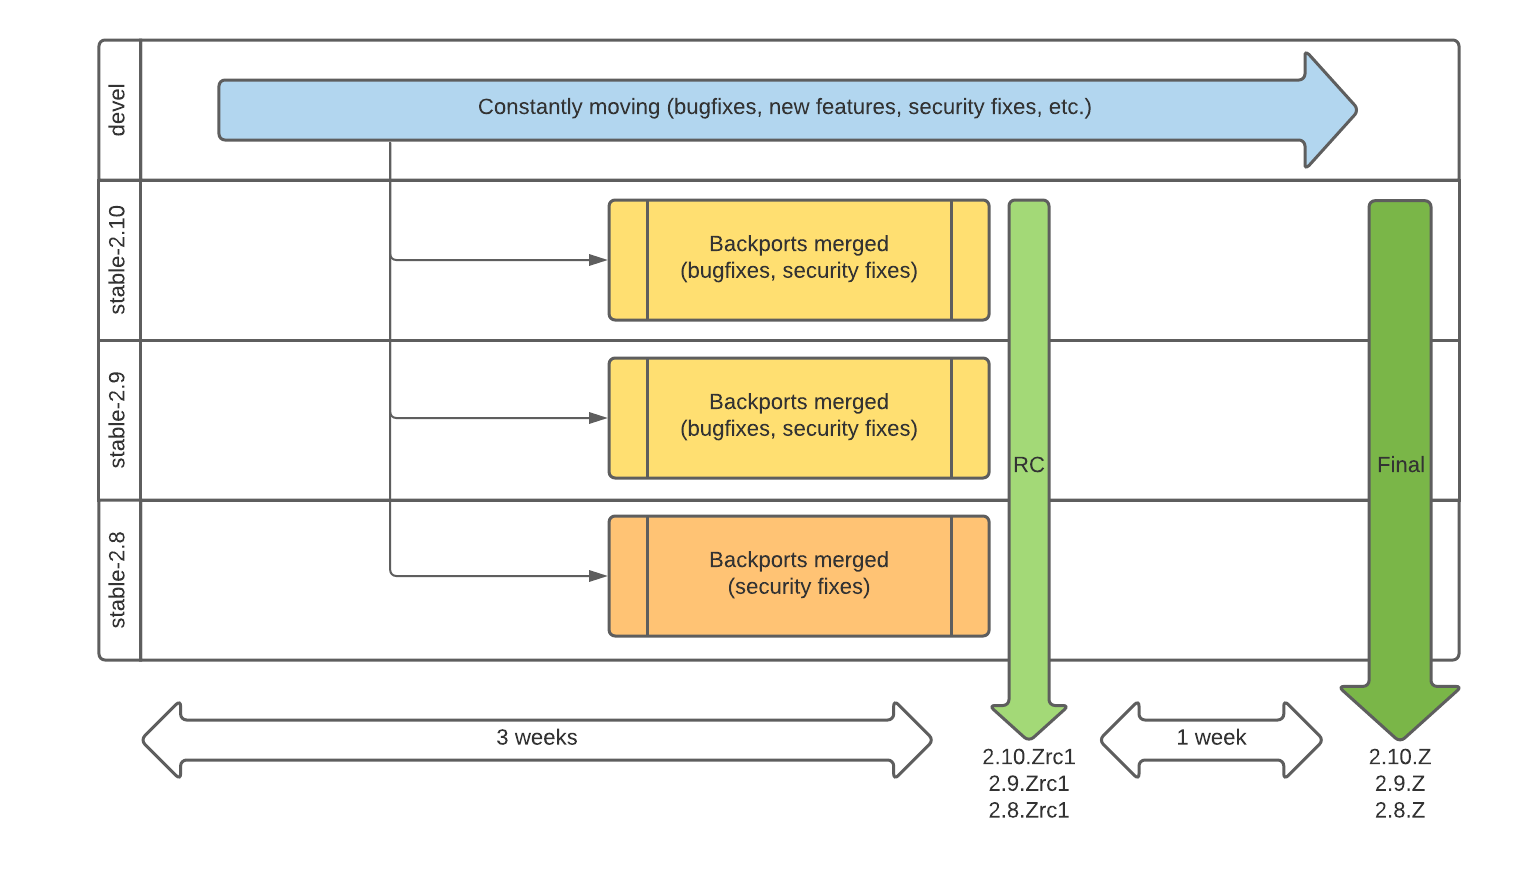 devel
Constantly moving (bugfixes, new features, security fixes, etc.)
stable-2.10
Backports merged
(bugfixes, security fixes)
stable-2.9
Backports merged
(bugfixes, security fixes)
RC
Final
stable-2.8
Backports merged
(security fixes)
3 weeks
1 week
2.10.Zrc1
2.9.Zrc1
2.8.Zrc1
2.10.Z
2.9.Z
2.8.Z